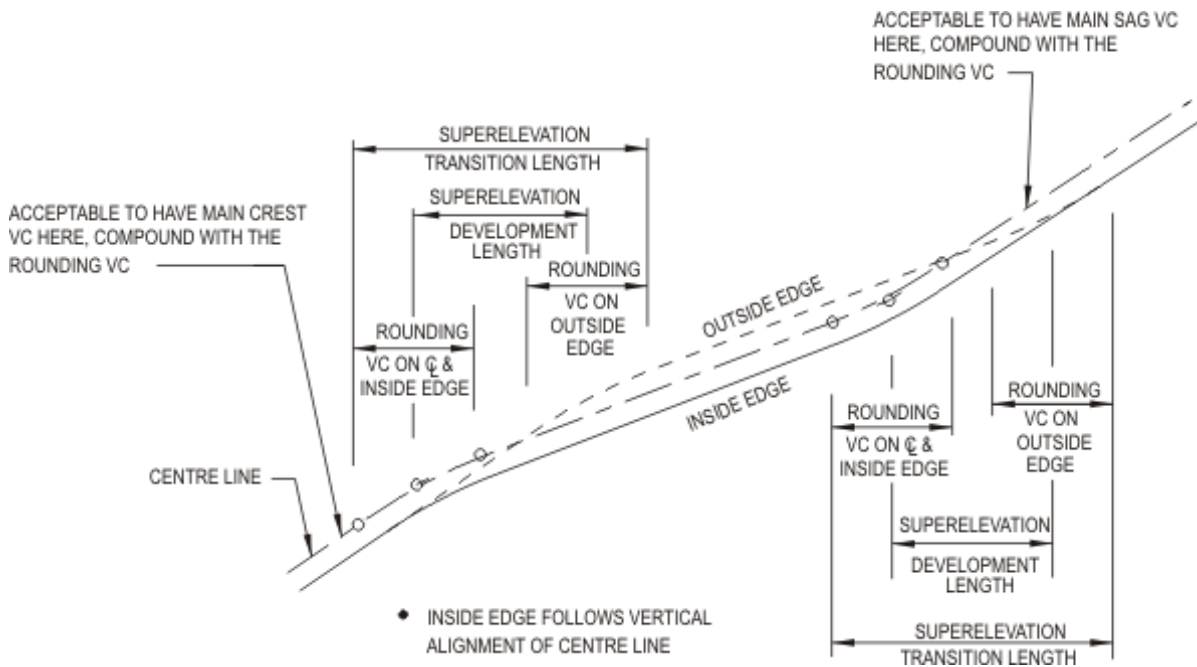 ACCEPTABLE TO HAVE MAIN SAG VC
HERE, COMPOUND WITH THE
ROUNDING VC
SUPERELEVATION
TRANSITION LENGTH
SUPERELEVATION
DEVELOPMENT
LENGTH
ACCEPTABLE TO HAVE MAIN CREST
VC HERE, COMPOUND WITH THE
ROUNDING VC
ROUNDING
VC ON
OUTSIDE
EDGE
ROUNDING
VC ON ℄ &
INSIDE EDGE
OUTSIDE EDGE
INSIDE EDGE
CENTRE LINE
ROUNDING
VC ON ℄ &
INSIDE EDGE
ROUNDING
VC ON
OUTSIDE
EDGE
SUPERELEVATION
DEVELOPMENT
LENGTH
INSIDE EDGE FOLLOWS VERTICAL
ALIGNMENT OF CENTRE LINE
SUPERELEVATION
TRANSITION LENGTH